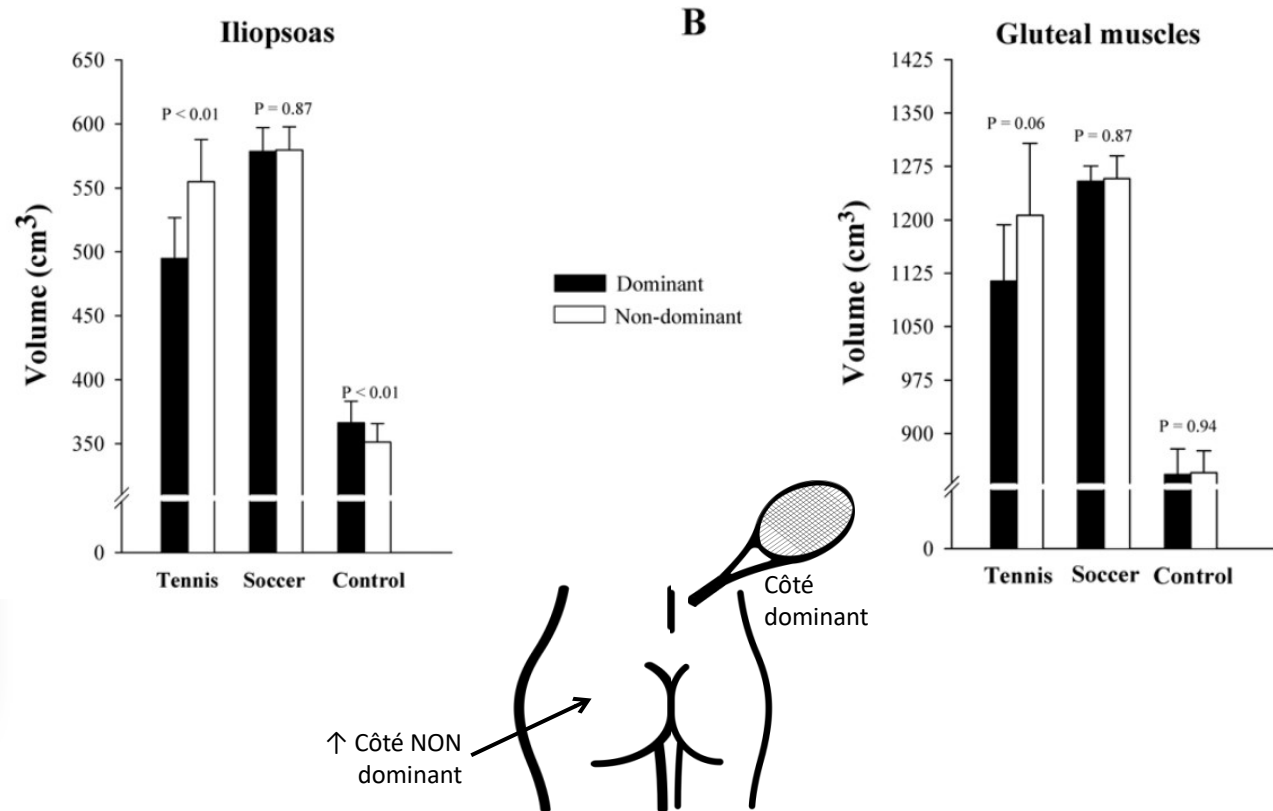 Iliopsoas
650
600
550
500
450
400
350
0
Volume (cm³)
P < 0.01
P = 0.87
P < 0.01
Tennis
Soccer
Control
B
Dominant
Non-dominant
Gluteal muscles
1425
1350
1275
1200
1125
1050
975
900
0
Volume (cm³)
P = 0.06
P = 0.87
P = 0.94
Tennis
Soccer
Control
Côté
dominant
↑ Côté NON
dominant